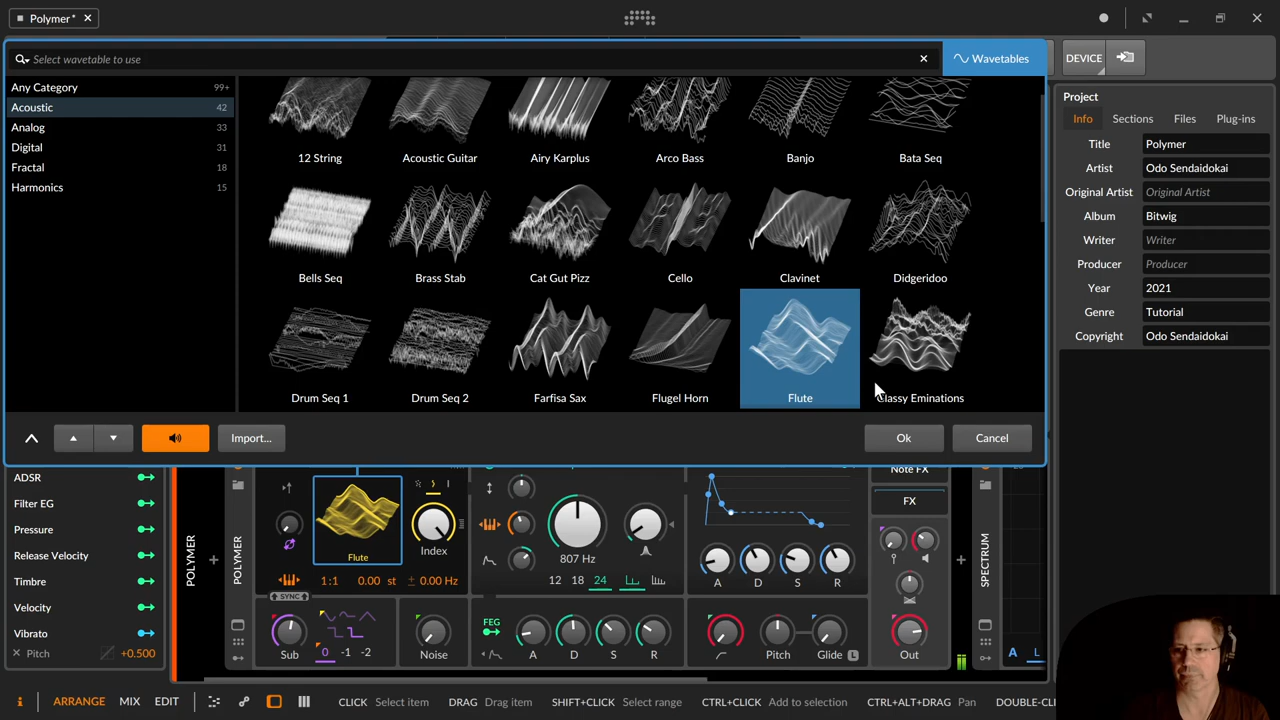 Polymer*
Select wavetable to use
Wavetables
DEVICE
Any Category 99+
Acoustic 42
Analog 33
Digital 31
Fractal 18
Harmonics 15
12 String
Acoustic Guitar
Airy Karplus
Arco Bass
Banjo
Bata Seq
Bells Seq
Brass Stab
Cat Gut Pizz
Cello
Clavinet
Didgeridoo
Drum Seq 1
Drum Seq 2
Farfisa Sax
Flugel Horn
Flute
Glassy Eminations
Import...
Ok
Cancel
Project
Info Sections Files Plug-ins
Title Polymer
Artist Odo Sendaidokai
Original Artist Original Artist
Album Bitwig
Writer Writer
Producer Producer
Year 2021
Genre Tutorial
Copyright Odo Sendaidokai
ADSR
Filter EG
Pressure
Release Velocity
Timbre
Velocity
Vibrato
Pitch +0.500
POLYMER
POLYMER
Flute
Index
1:1 0.00 st ± 0.00 Hz
SYNC
Sub
0 -1 -2
Noise
807 Hz
12 18 24
FEG
A D S R
A D S R
Pitch
Glide L
Note FX
FX
Out
SPECTRUM
A L
ARRANGE MIX EDIT
CLICK Select item DRAG Drag item SHIFT+CLICK Select range CTRL+CLICK Add to selection CTRL+ALT+DRAG Pan DOUBLE-CLI